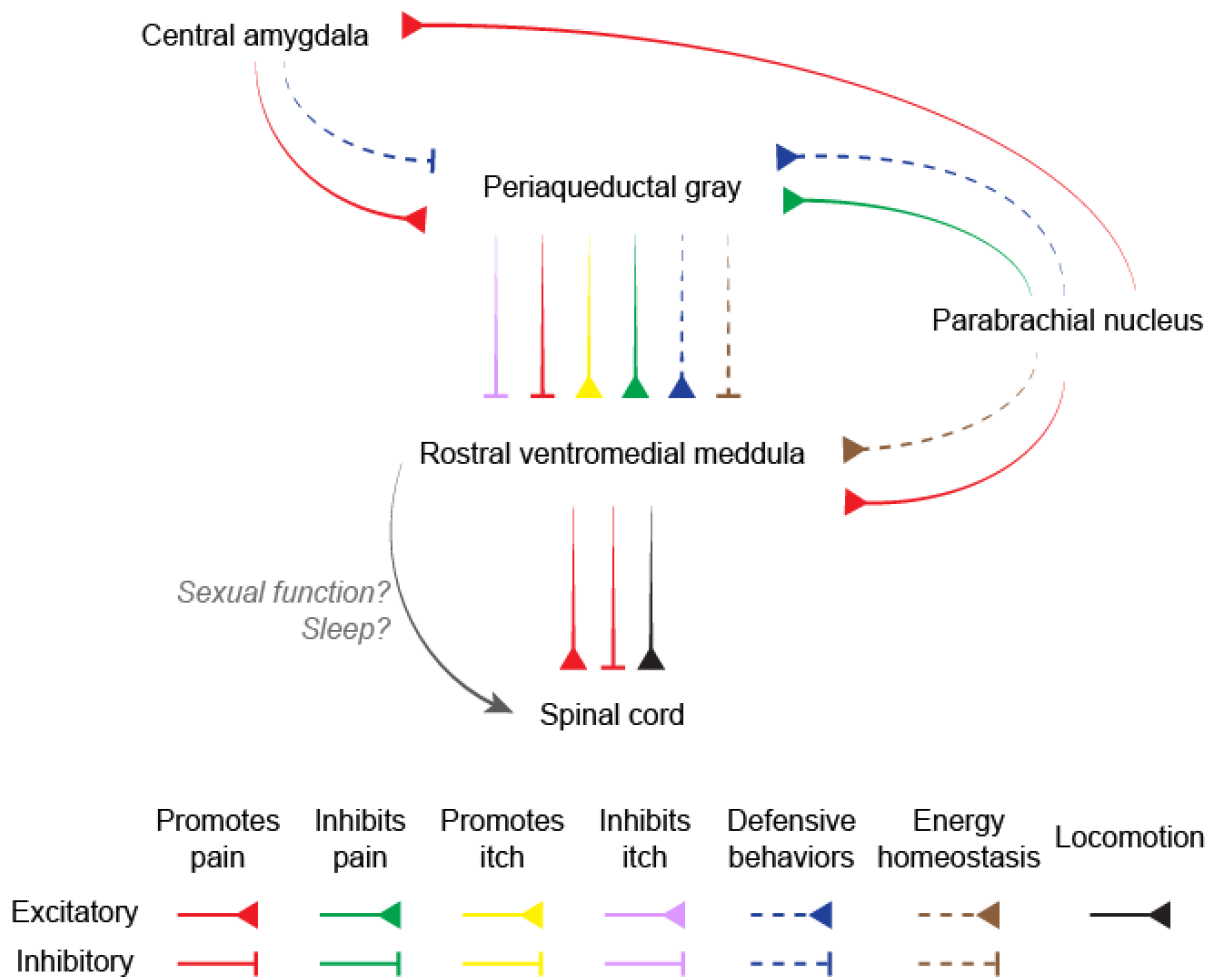 Central amygdala
Periaqueductal gray
Parabrachial nucleus
Rostral ventromedial meddula
Sexual function?
Sleep?
Spinal cord
Promotes pain
Inhibits pain
Promotes itch
Inhibits itch
Defensive behaviors
Energy homeostasis
Locomotion
Excitatory
Inhibitory